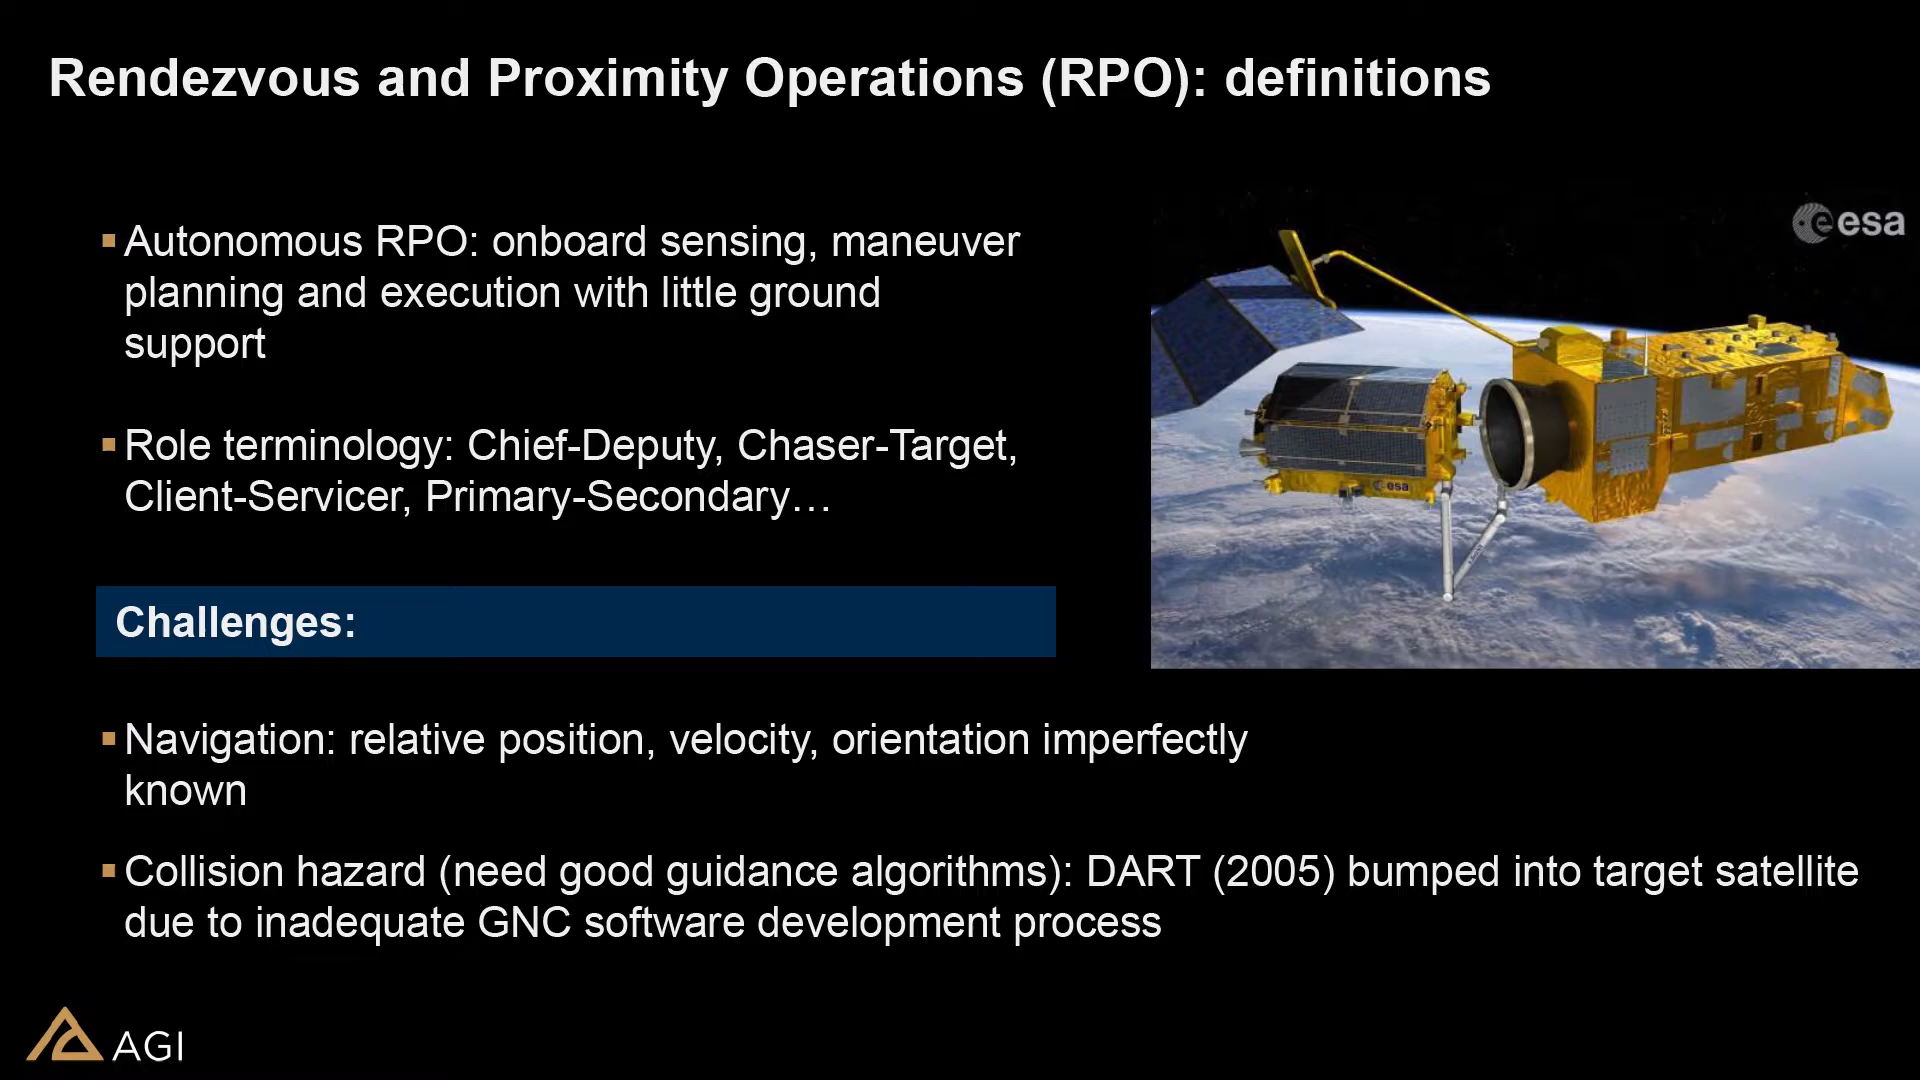 Rendezvous and Proximity Operations (RPO): definitions
Autonomous RPO: onboard sensing, maneuver
planning and execution with little ground
support
Role terminology: Chief-Deputy, Chaser-Target,
Client-Servicer, Primary-Secondary…
esa
esa
Challenges:
Navigation: relative position, velocity, orientation imperfectly
known
Collision hazard (need good guidance algorithms): DART (2005) bumped into target satellite
due to inadequate GNC software development process
AGI